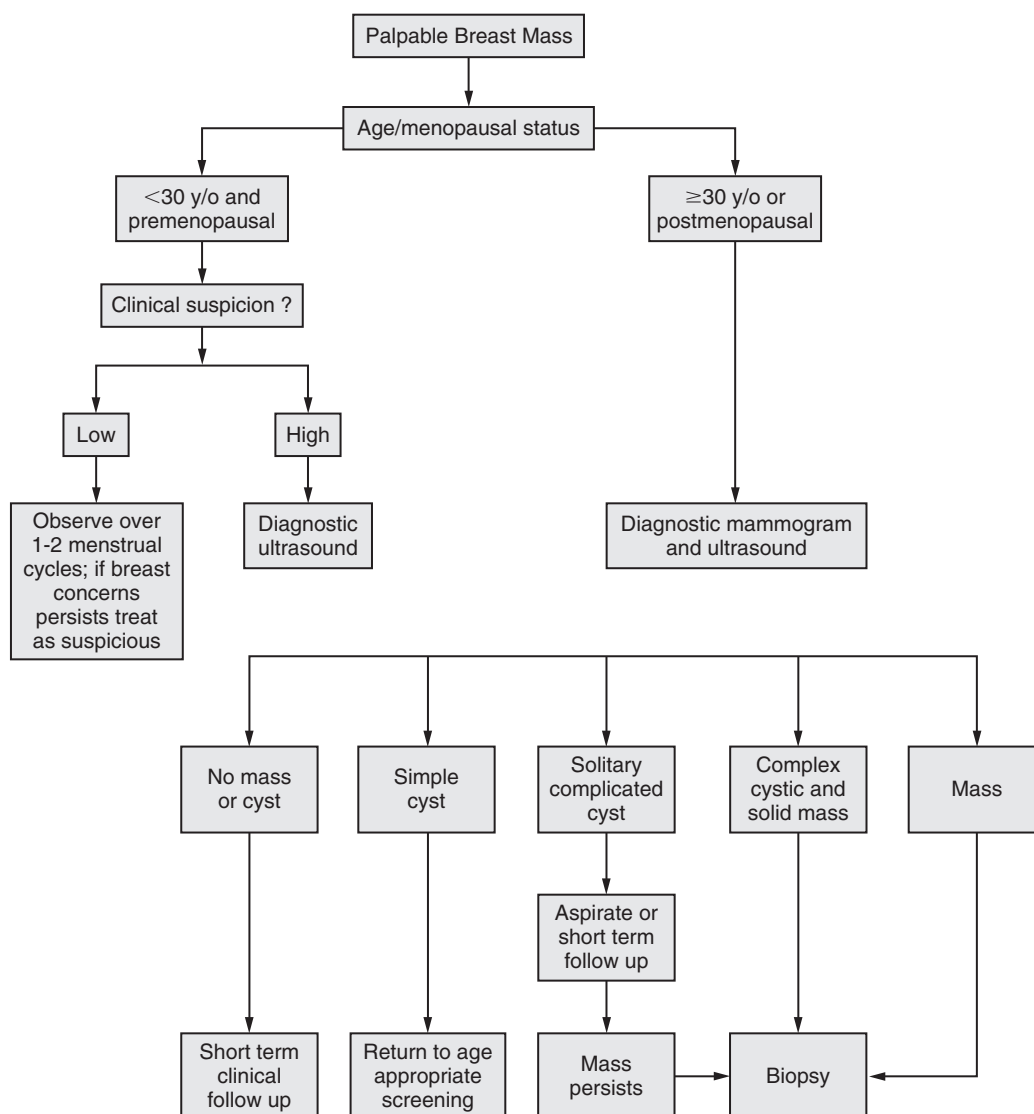 Palpable Breast Mass
Age/menopausal status
<30 y/o and
premenopausal
≥30 y/o or
postmenopausal
Clinical suspicion ?
Low
High
Observe over
1-2 menstrual
cycles; if breast
concerns
persists treat
as suspicious
Diagnostic
ultrasound
Diagnostic mammogram
and ultrasound
No mass
or cyst
Simple
cyst
Solitary
complicated
cyst
Complex
cystic and
solid mass
Mass
Aspirate or
short term
follow up
Short term
clinical
follow up
Return to age
appropriate
screening
Mass
persists
Biopsy